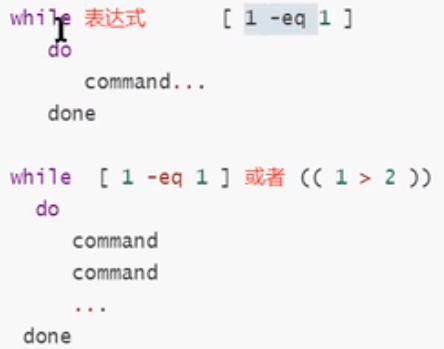 while 表达式 [ 1 -eq 1 ]
do
command...
done
while [ 1 -eq 1 ] 或者 (( 1 > 2 ))
do
command
command
...
done